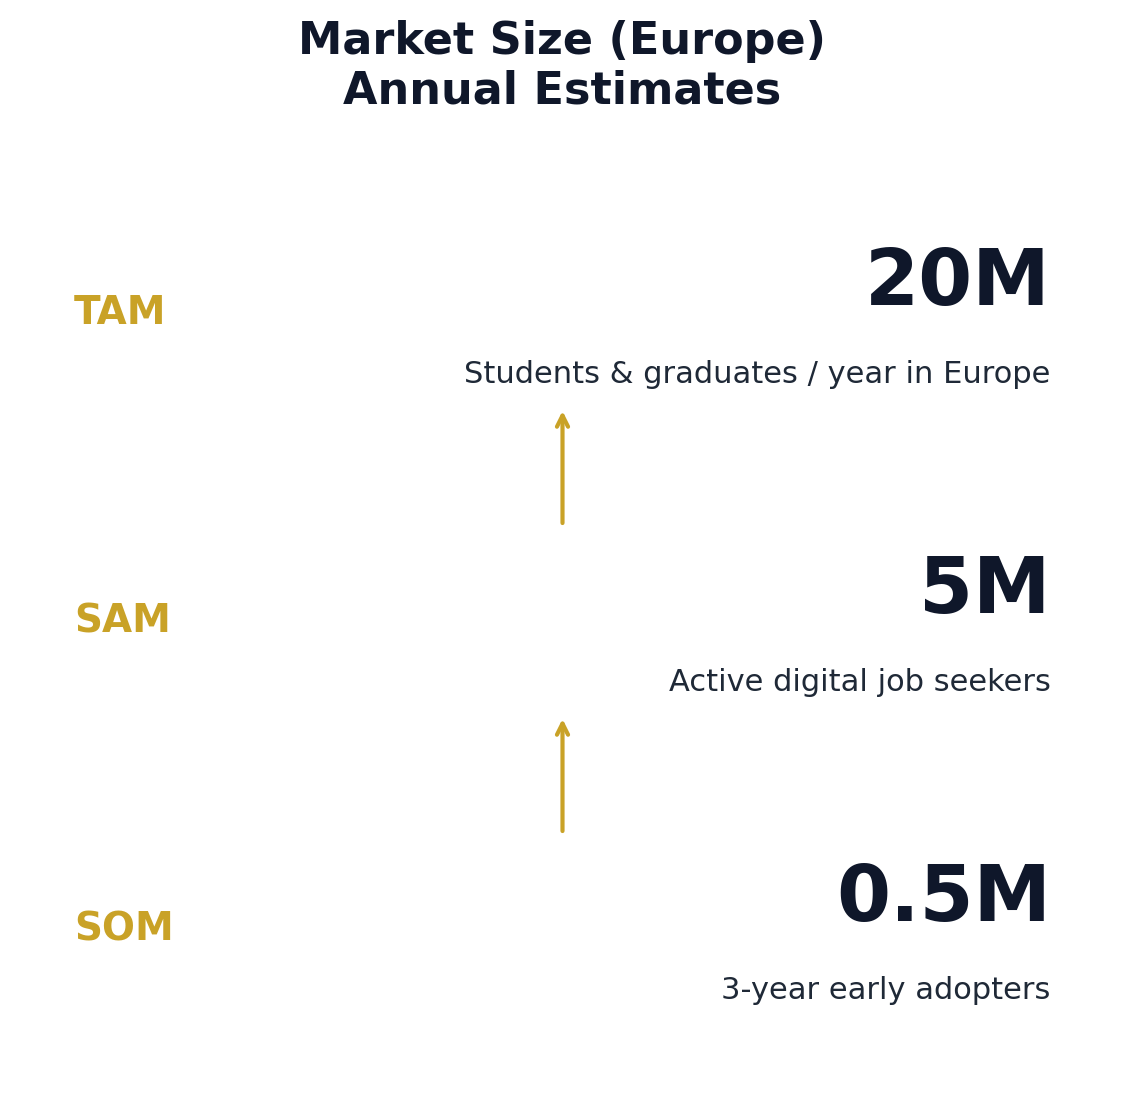 Market Size (Europe)
Annual Estimates
TAM
20M
Students & graduates / year in Europe
SAM
5M
Active digital job seekers
SOM
0.5M
3-year early adopters